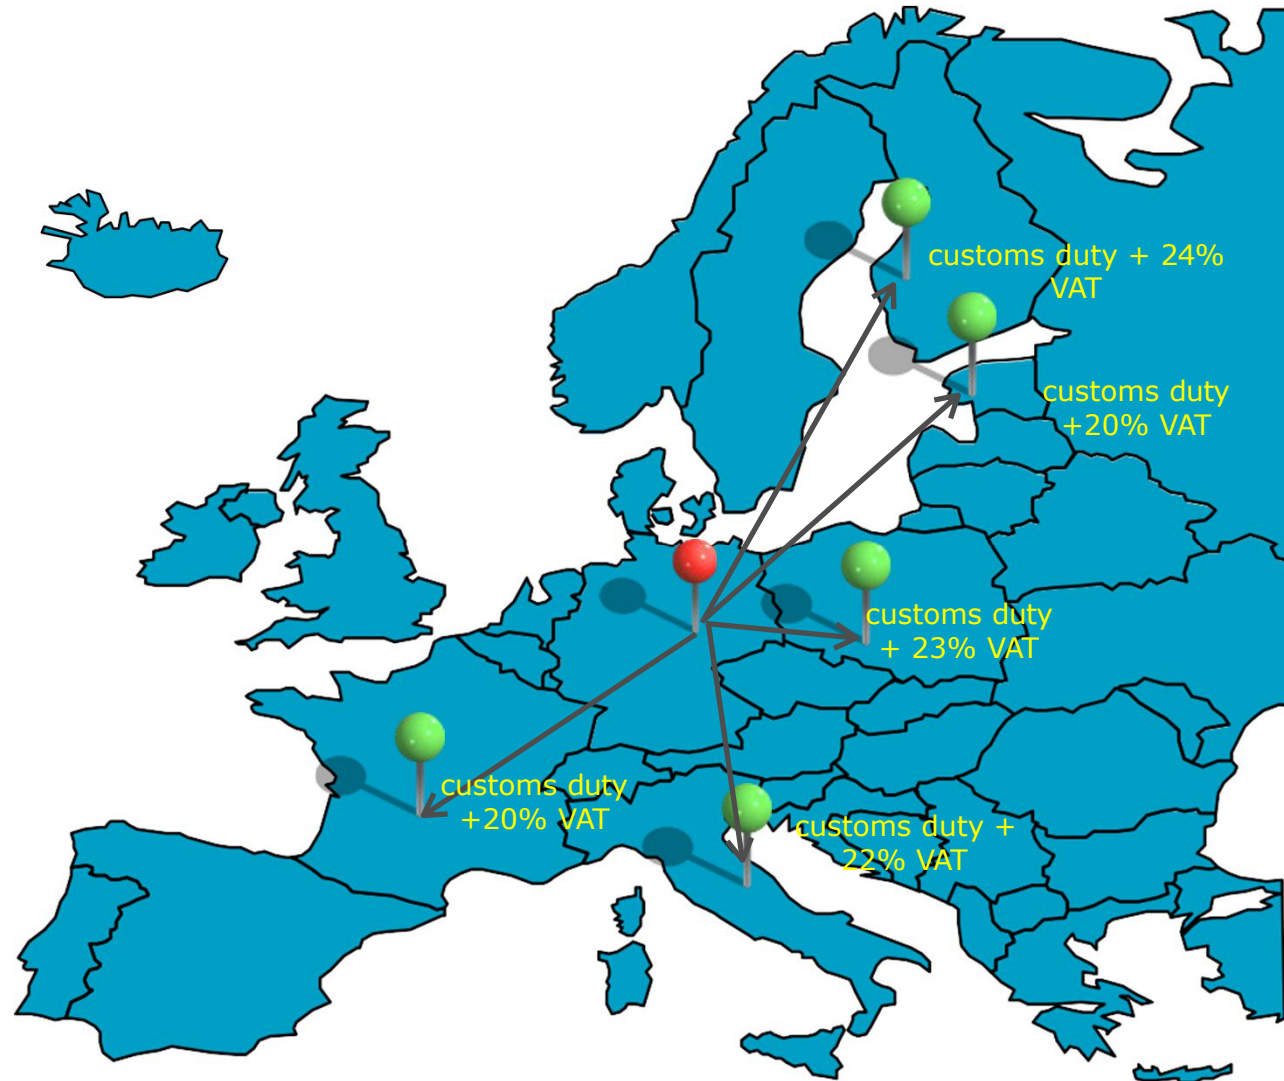 customs duty + 24%
VAT
customs duty
+20% VAT
customs duty
+ 23% VAT
customs duty
+20% VAT
customs duty +
22% VAT